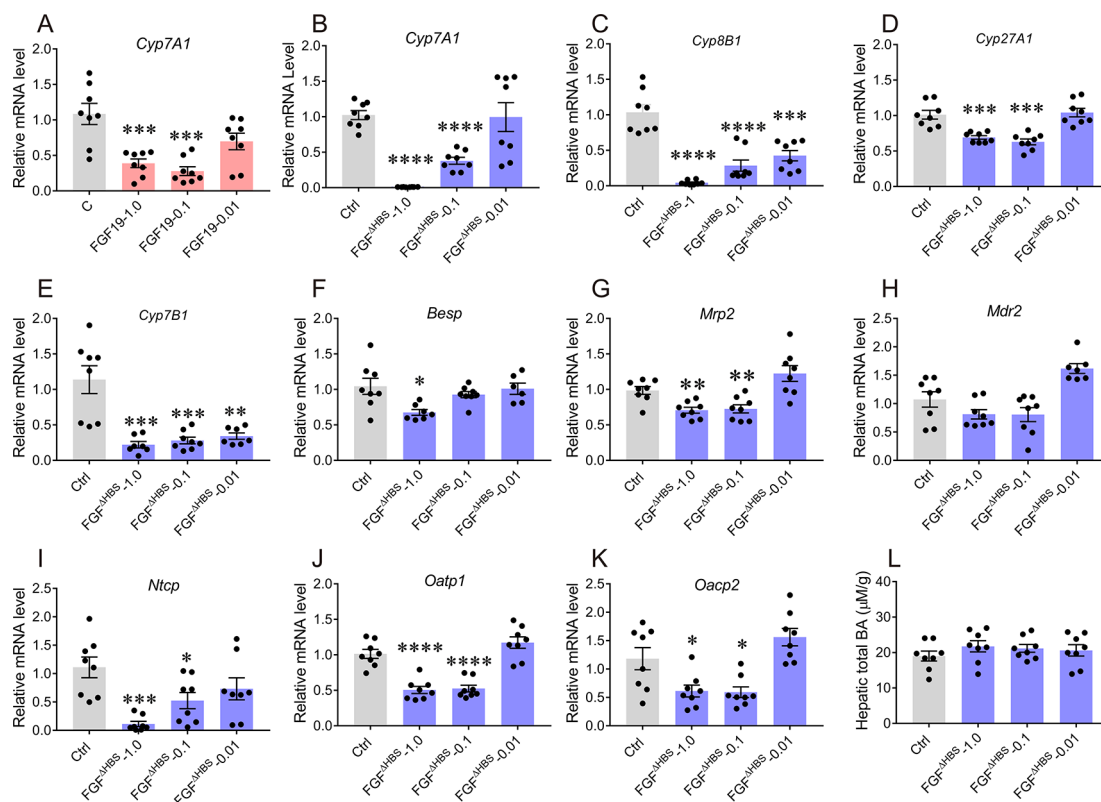 A
Cyp7A1
Relative mRNA level
2.0
1.5
1.0
0.5
0.0
***
***
C
FGF19-1.0
FGF19-0.1
FGF19-0.01
B
Cyp7A1
Relative mRNA Level
2.0
1.5
1.0
0.5
0.0
****
****
Ctrl
FGF^ΔHBS-1.0
FGF^ΔHBS-0.1
FGF^ΔHBS-0.01
C
Cyp8B1
Relative mRNA level
2.0
1.5
1.0
0.5
0.0
****
****
***
Ctrl
FGF^ΔHBS-1
FGF^ΔHBS-0.1
FGF^ΔHBS-0.01
D
Cyp27A1
Relative mRNA level
2.0
1.5
1.0
0.5
0.0
***
***
Ctrl
FGF^ΔHBS-1.0
FGF^ΔHBS-0.1
FGF^ΔHBS-0.01
E
Cyp7B1
Relative mRNA level
2.0
1.5
1.0
0.5
0.0
***
***
**
Ctrl
FGF^ΔHBS-1.0
FGF^ΔHBS-0.1
FGF^ΔHBS-0.01
F
Besp
Relative mRNA level
2.0
1.5
1.0
0.5
0.0
*
Ctrl
FGF^ΔHBS-1.0
FGF^ΔHBS-0.1
FGF^ΔHBS-0.01
G
Mrp2
Relative mRNA level
2.0
1.5
1.0
0.5
0.0
**
**
Ctrl
FGF^ΔHBS-1.0
FGF^ΔHBS-0.1
FGF^ΔHBS-0.01
H
Mdr2
Relative mRNA level
2.5
2.0
1.5
1.0
0.5
0.0
Ctrl
FGF^ΔHBS-1.0
FGF^ΔHBS-0.1
FGF^ΔHBS-0.01
I
Ntcp
Relative mRNA level
2.5
2.0
1.5
1.0
0.5
0.0
***
*
Ctrl
FGF^ΔHBS-1.0
FGF^ΔHBS-0.1
FGF^ΔHBS-0.01
J
Oatp1
Relative mRNA level
2.0
1.5
1.0
0.5
0.0
****
****
Ctrl
FGF^ΔHBS-1.0
FGF^ΔHBS-0.1
FGF^ΔHBS-0.01
K
Oacp2
Relative mRNA level
2.5
2.0
1.5
1.0
0.5
0.0
*
*
Ctrl
FGF^ΔHBS-1.0
FGF^ΔHBS-0.1
FGF^ΔHBS-0.01
L
Hepatic total BA (μM/g)
40
30
20
10
0
Ctrl
FGF^ΔHBS-1.0
FGF^ΔHBS-0.1
FGF^ΔHBS-0.01